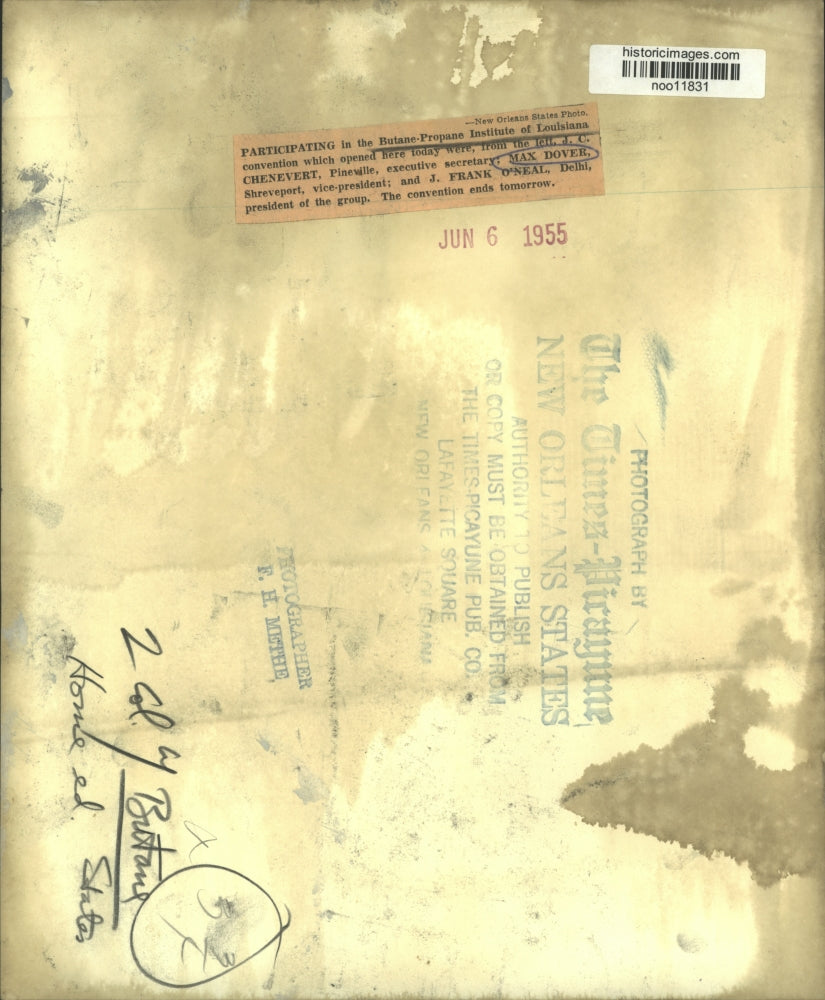 historicimages.com
noo11831
—New Orleans States Photo.
PARTICIPATING in the Butane-Propane Institute of Louisiana
convention which opened here today were, from the left, J. C.
CHENEVERT, Pineville, executive secretary; MAX DOVER,
Shreveport, vice-president; and J. FRANK O'NEAL, Delhi,
president of the group. The convention ends tomorrow.
JUN 6 1955
PHOTOGRAPH BY
The Times-Picayune
NEW ORLEANS STATES
AUTHORITY TO PUBLISH
OR COPY MUST BE OBTAINED FROM
THE TIMES-PICAYUNE PUB. CO.
LAFAYETTE SQUARE
NEW ORLEANS
PHOTOGRAPHER
F. H. METHE,
2 Col. Butane
Home ed. States